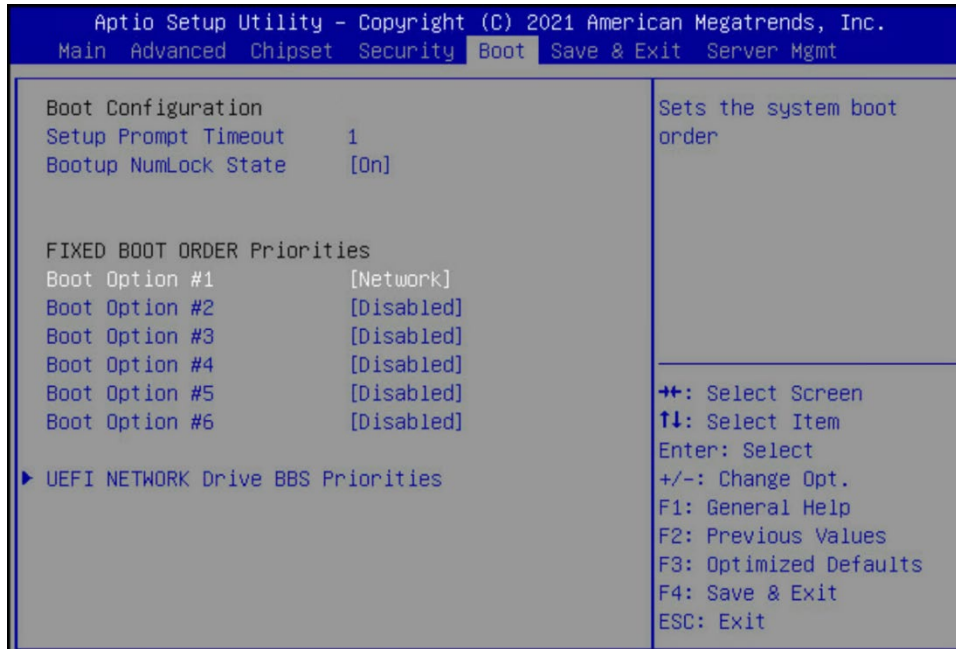 Aptio Setup Utility – Copyright (C) 2021 American Megatrends, Inc.
Main Advanced Chipset Security Boot Save & Exit Server Mgmt
Boot Configuration
Setup Prompt Timeout 1
Bootup NumLock State [On]
FIXED BOOT ORDER Priorities
Boot Option #1 [Network]
Boot Option #2 [Disabled]
Boot Option #3 [Disabled]
Boot Option #4 [Disabled]
Boot Option #5 [Disabled]
Boot Option #6 [Disabled]
▶ UEFI NETWORK Drive BBS Priorities
Sets the system boot
order
→←: Select Screen
↑↓: Select Item
Enter: Select
+/-: Change Opt.
F1: General Help
F2: Previous Values
F3: Optimized Defaults
F4: Save & Exit
ESC: Exit